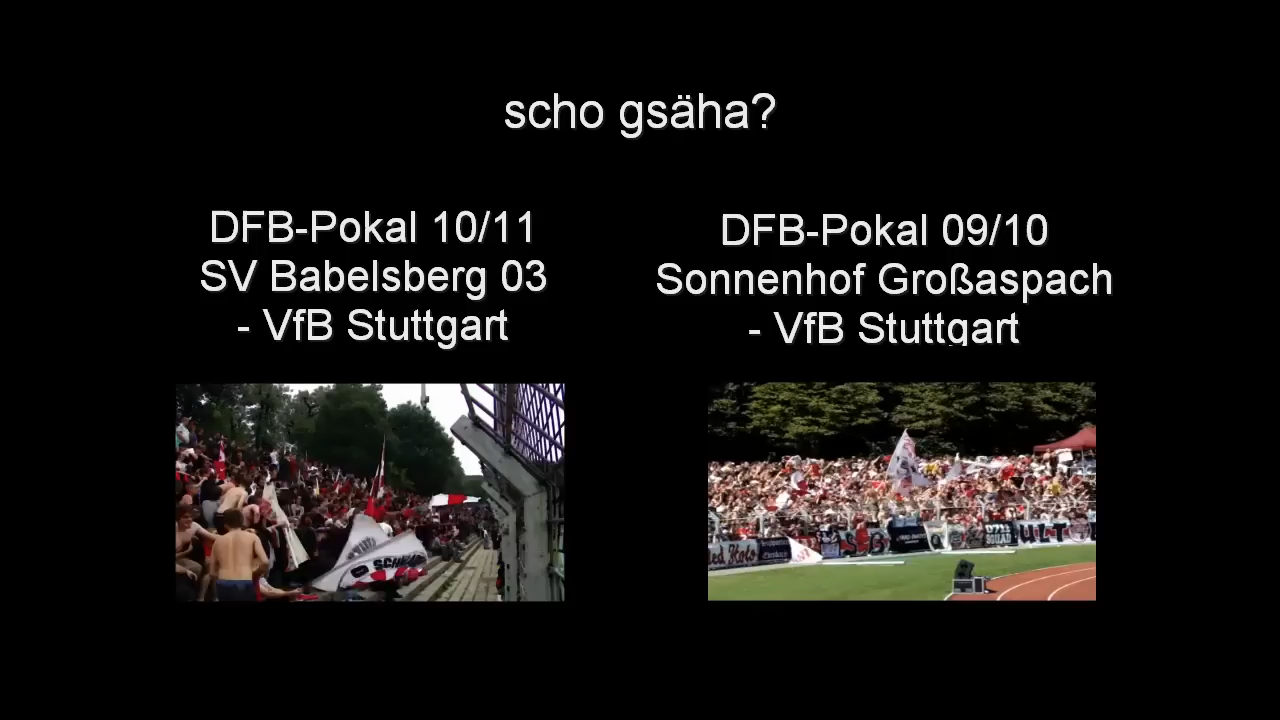 scho gsäha?
DFB-Pokal 10/11
SV Babelsberg 03
- VfB Stuttgart
DFB-Pokal 09/10
Sonnenhof Großaspach
- VfB Stuttgart
SQUAD